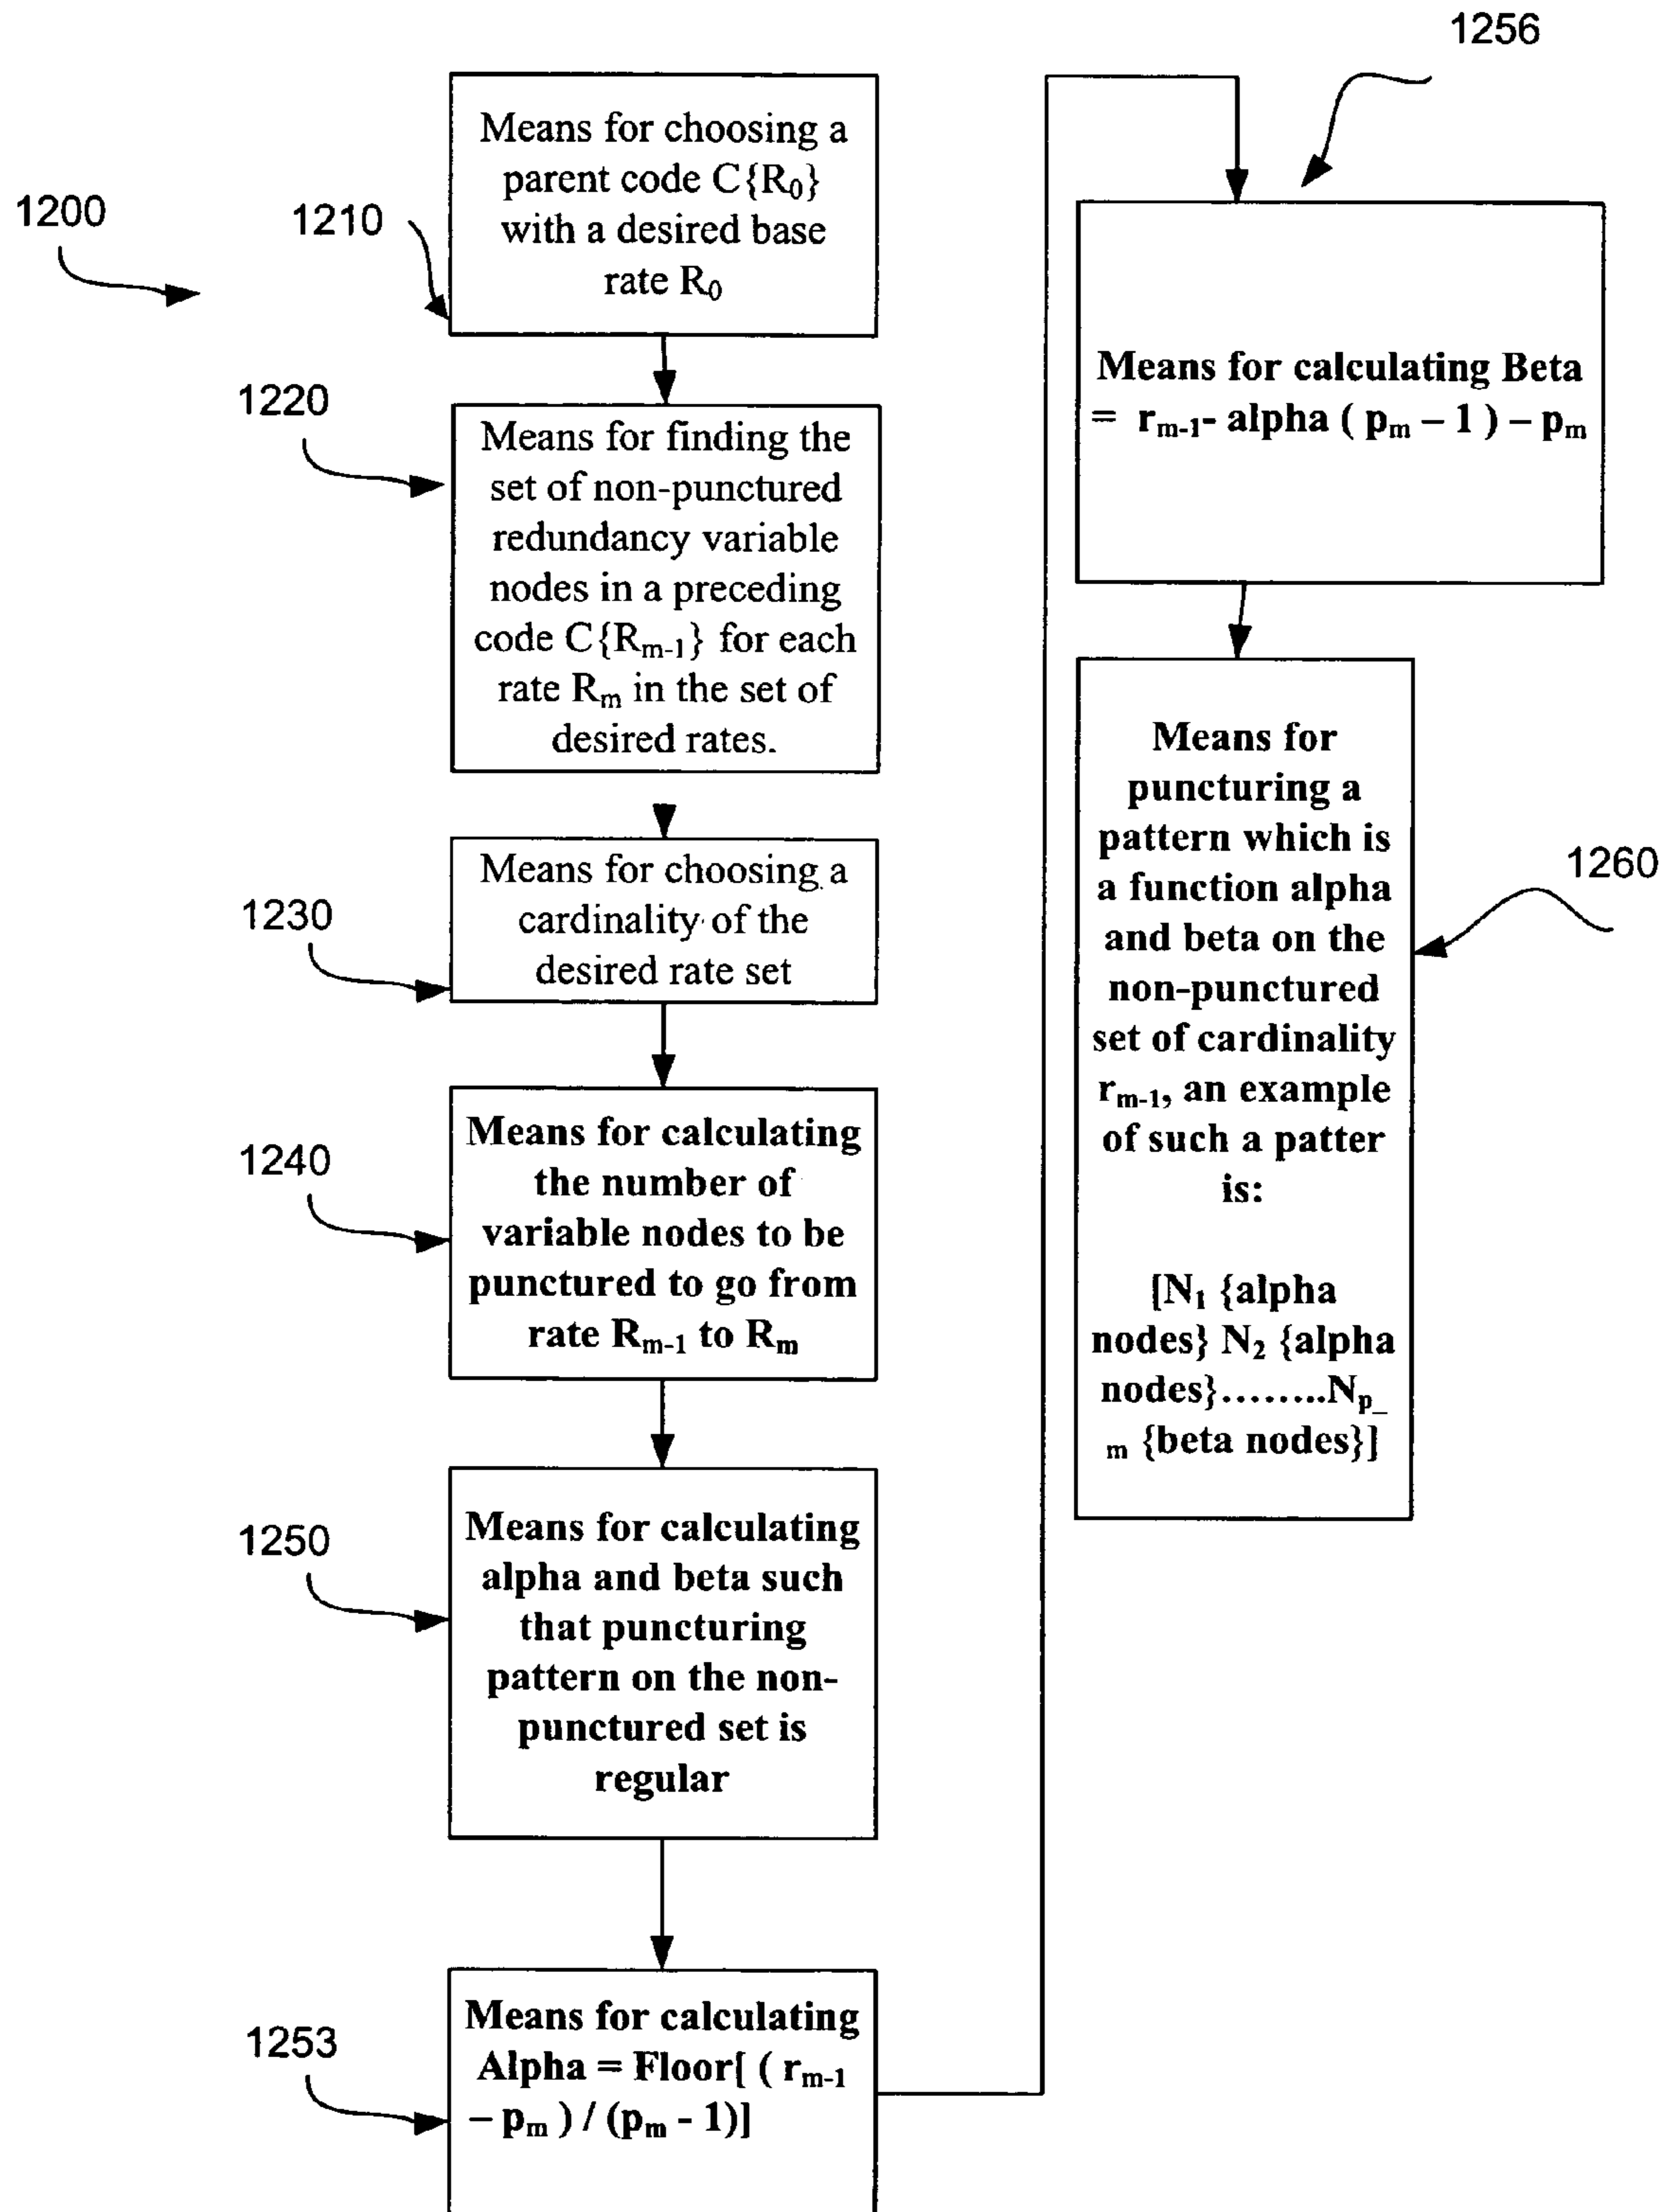 1200
1210
Means for choosing a
parent code C{R₀}
with a desired base
rate R₀
1220
Means for finding the
set of non-punctured
redundancy variable
nodes in a preceding
code C{Rₘ₋₁} for each
rate Rₘ in the set of
desired rates.
1230
Means for choosing a
cardinality of the
desired rate set
1240
Means for calculating
the number of
variable nodes to be
punctured to go from
rate Rₘ₋₁ to Rₘ
1250
Means for calculating
alpha and beta such
that puncturing
pattern on the non-
punctured set is
regular
1253
Means for calculating
Alpha = Floor[ ( rₘ₋₁
– pₘ ) / (pₘ - 1)]
1256
Means for calculating Beta
= rₘ₋₁- alpha ( pₘ – 1 ) – pₘ
1260
Means for
puncturing a
pattern which is
a function alpha
and beta on the
non-punctured
set of cardinality
rₘ₋₁, an example
of such a patter
is:
[N₁ {alpha
nodes} N₂ {alpha
nodes}........Nₚ_
ₘ {beta nodes}]